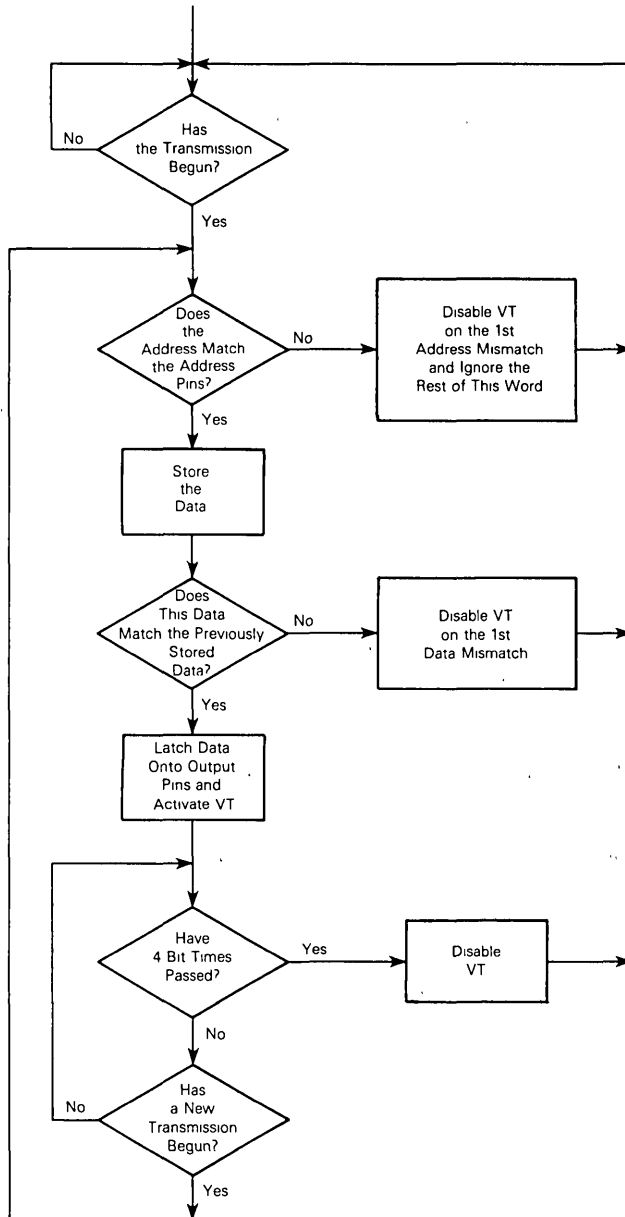 Has
the Transmission
Begun?
No
Yes
Does
the
Address Match
the Address
Pins?
No
Disable VT
on the 1st
Address Mismatch
and Ignore the
Rest of This Word
Yes
Store
the
Data
Does
This Data
Match the Previously
Stored
Data?
No
Disable VT
on the 1st
Data Mismatch
Yes
Latch Data
Onto Output
Pins and
Activate VT
Have
4 Bit Times
Passed?
Yes
Disable
VT
No
Has
a New
Transmission
Begun?
No
Yes